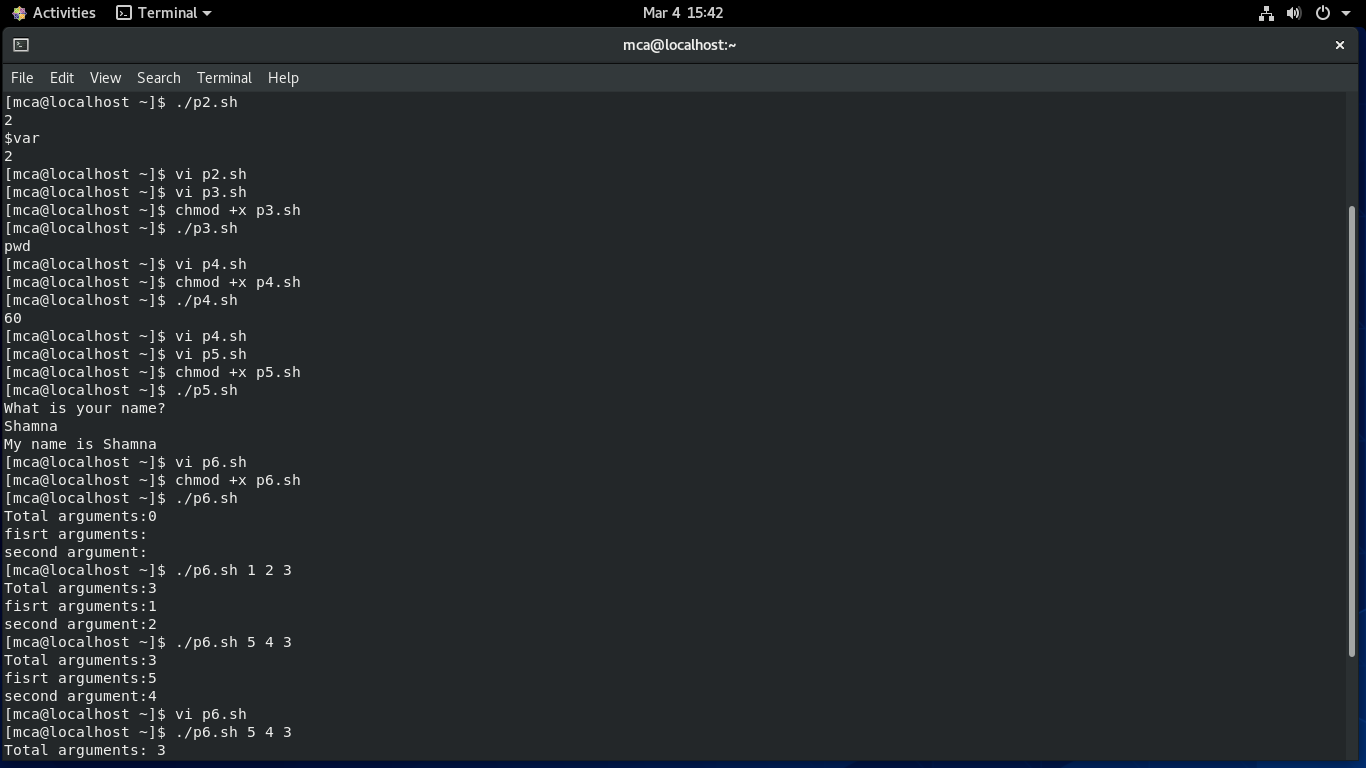 Activities Terminal Mar 4 15:42
mca@localhost:~
File Edit View Search Terminal Help
[mca@localhost ~]$ ./p2.sh
2
$var
2
[mca@localhost ~]$ vi p2.sh
[mca@localhost ~]$ vi p3.sh
[mca@localhost ~]$ chmod +x p3.sh
[mca@localhost ~]$ ./p3.sh
pwd
[mca@localhost ~]$ vi p4.sh
[mca@localhost ~]$ chmod +x p4.sh
[mca@localhost ~]$ ./p4.sh
60
[mca@localhost ~]$ vi p4.sh
[mca@localhost ~]$ vi p5.sh
[mca@localhost ~]$ chmod +x p5.sh
[mca@localhost ~]$ ./p5.sh
What is your name?
Shamna
My name is Shamna
[mca@localhost ~]$ vi p6.sh
[mca@localhost ~]$ chmod +x p6.sh
[mca@localhost ~]$ ./p6.sh
Total arguments:0
fisrt arguments:
second argument:
[mca@localhost ~]$ ./p6.sh 1 2 3
Total arguments:3
fisrt arguments:1
second argument:2
[mca@localhost ~]$ ./p6.sh 5 4 3
Total arguments:3
fisrt arguments:5
second argument:4
[mca@localhost ~]$ vi p6.sh
[mca@localhost ~]$ ./p6.sh 5 4 3
Total arguments: 3